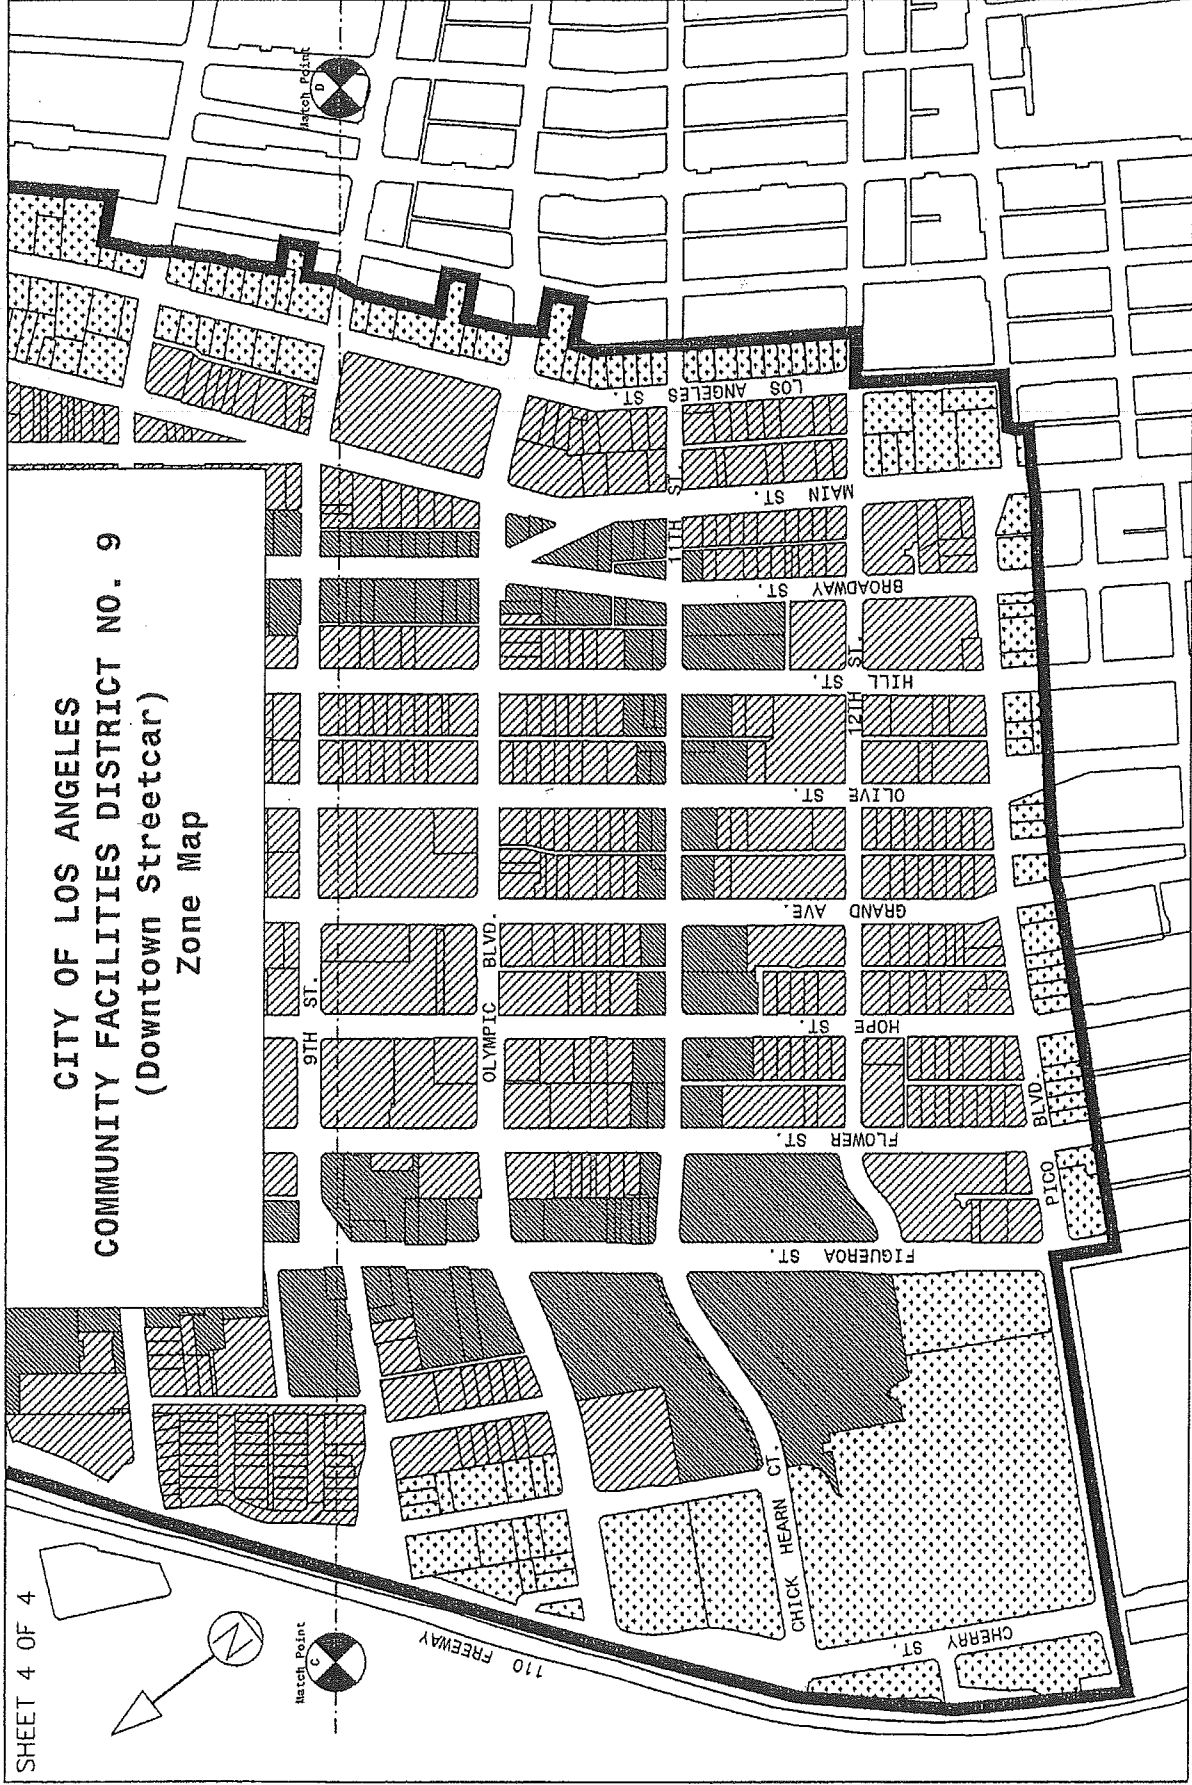 SHEET 4 OF 4
CITY OF LOS ANGELES
COMMUNITY FACILITIES DISTRICT NO. 9
(Downtown Streetcar)
Zone Map
Match Point
D
Match Point
C
N
110 FREEWAY
9TH ST.
OLYMPIC BLVD.
11TH ST.
12TH ST.
PICO BLVD.
CHICK HEARN CT.
LOS ANGELES ST.
MAIN ST.
BROADWAY ST.
HILL ST.
OLIVE ST.
GRAND AVE.
HOPE ST.
FLOWER ST.
FIGUEROA ST.
CHERRY ST.